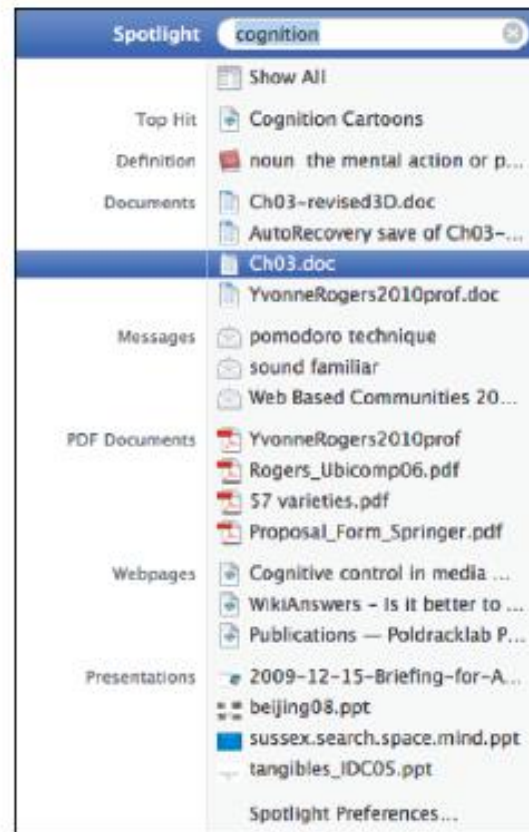 Spotlight cognition
Show All
Top Hit Cognition Cartoons
Definition noun the mental action or p...
Documents Ch03-revised3D.doc
AutoRecovery save of Ch03-...
Ch03.doc
YvonneRogers2010prof.doc
Messages pomodoro technique
sound familiar
Web Based Communities 20...
PDF Documents YvonneRogers2010prof
Rogers_Ubicomp06.pdf
57 varieties.pdf
Proposal_Form_Springer.pdf
Webpages Cognitive control in media ...
WikiAnswers - Is it better to ...
Publications — Poldracklab P...
Presentations 2009-12-15-Briefing-for-A...
beijing08.ppt
sussex.search.space.mind.ppt
tangibles_IDC05.ppt
Spotlight Preferences...